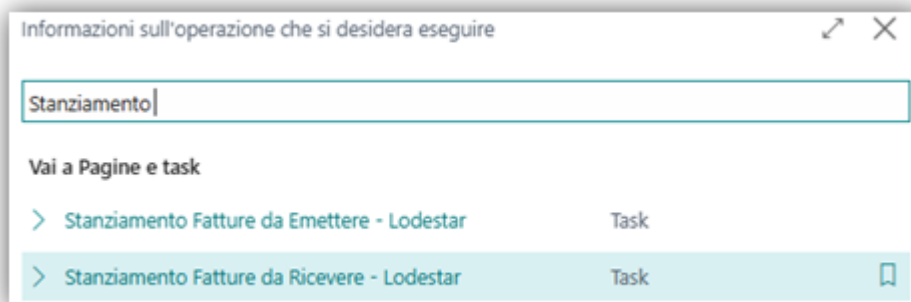 Informazioni sull'operazione che si desidera eseguire
Stanziamento
Vai a Pagine e task
Stanziamento Fatture da Emettere - Lodestar Task
Stanziamento Fatture da Ricevere - Lodestar Task